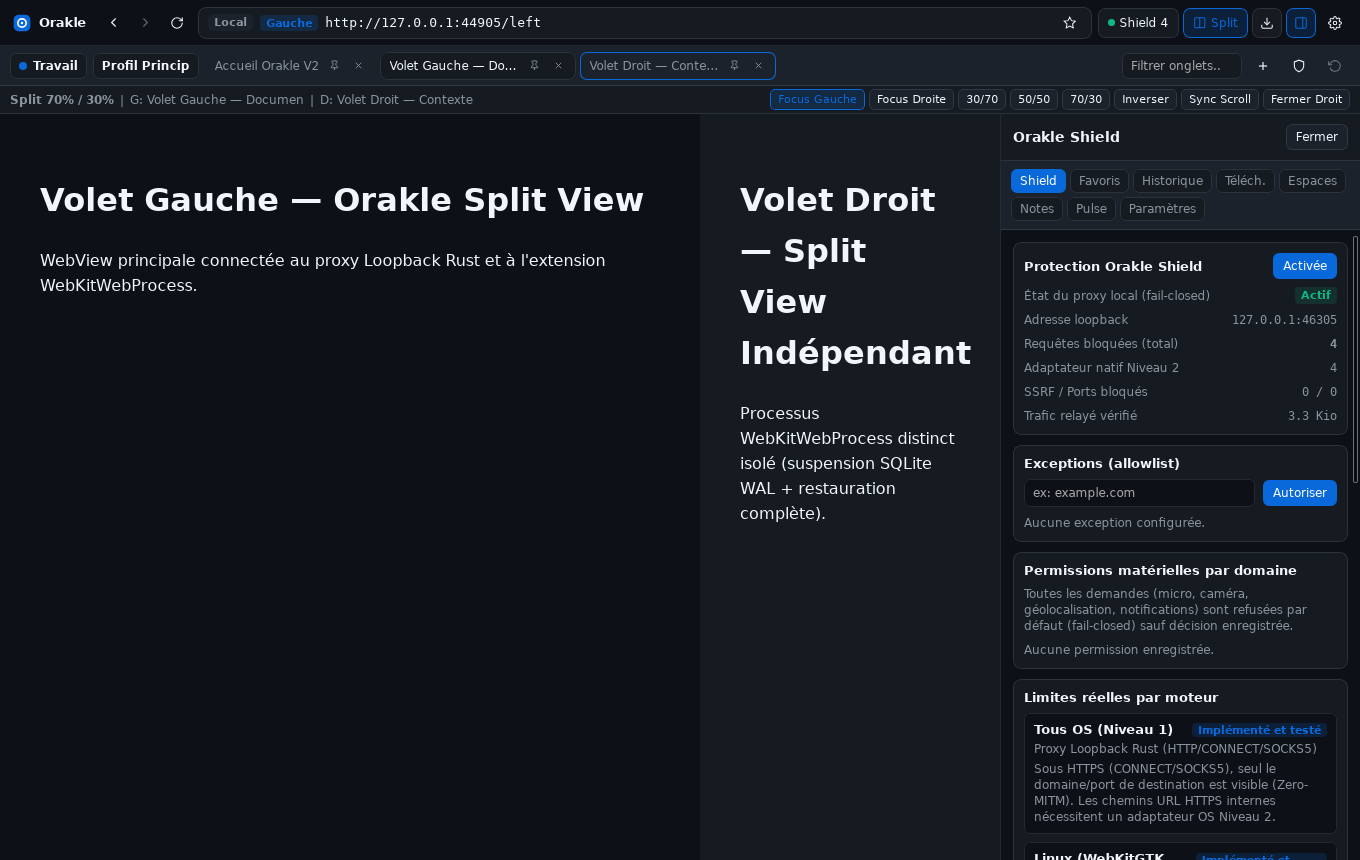 Orakle Local Gauche http://127.0.0.1:44905/left Shield 4 Split
Travail Profil Princip Accueil Orakle V2 Volet Gauche — Do... Volet Droit — Conte... Filtrer onglets..
Split 70% / 30% | G: Volet Gauche — Documen | D: Volet Droit — Contexte Focus Gauche Focus Droite 30/70 50/50 70/30 Inverser Sync Scroll Fermer Droit
Volet Gauche — Orakle Split View
WebView principale connectée au proxy Loopback Rust et à l'extension
WebKitWebProcess.
Volet Droit
— Split
View
Indépendant
Processus
WebKitWebProcess distinct
isolé (suspension SQLite
WAL + restauration
complète).
Orakle Shield Fermer
Shield Favoris Historique Téléch. Espaces
Notes Pulse Paramètres
Protection Orakle Shield Activée
État du proxy local (fail-closed) Actif
Adresse loopback 127.0.0.1:46305
Requêtes bloquées (total) 4
Adaptateur natif Niveau 2 4
SSRF / Ports bloqués 0 / 0
Trafic relayé vérifié 3.3 Kio
Exceptions (allowlist)
ex: example.com Autoriser
Aucune exception configurée.
Permissions matérielles par domaine
Toutes les demandes (micro, caméra,
géolocalisation, notifications) sont refusées par
défaut (fail-closed) sauf décision enregistrée.
Aucune permission enregistrée.
Limites réelles par moteur
Tous OS (Niveau 1) Implémenté et testé
Proxy Loopback Rust (HTTP/CONNECT/SOCKS5)
Sous HTTPS (CONNECT/SOCKS5), seul le
domaine/port de destination est visible (Zero-
MITM). Les chemins URL HTTPS internes
nécessitent un adaptateur OS Niveau 2.
Linux (WebKitGTK Implémenté et